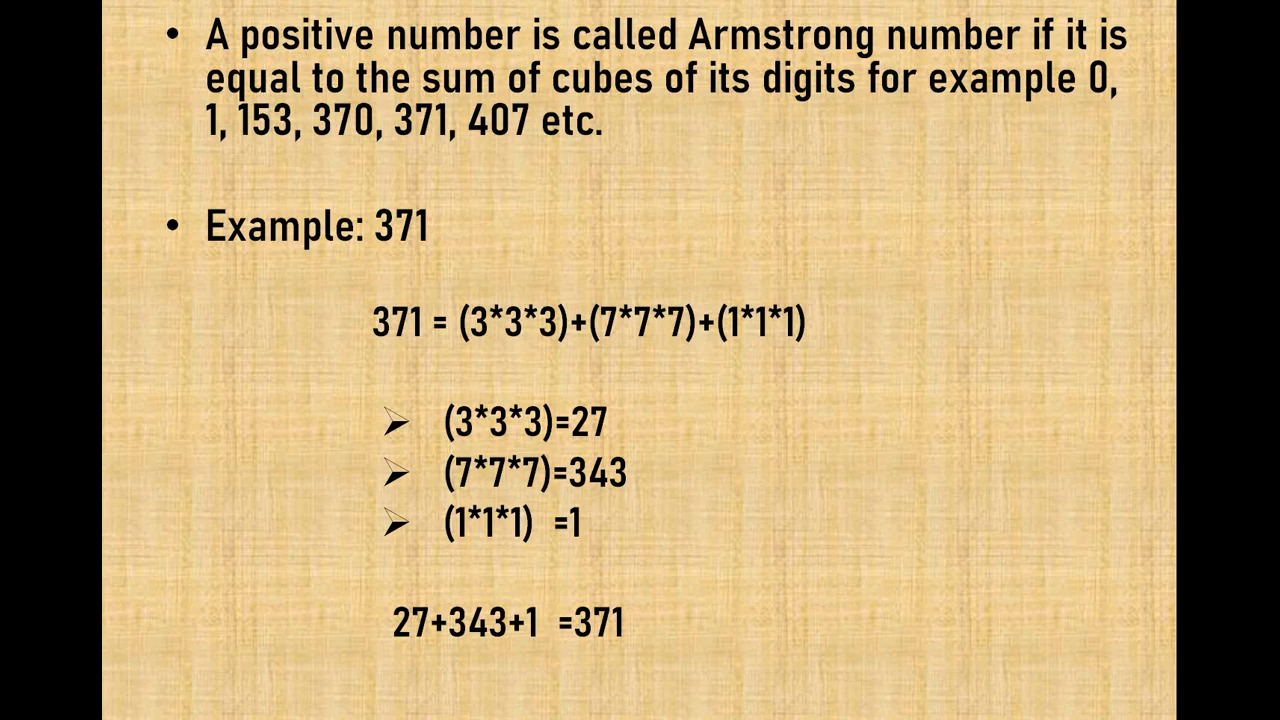 • A positive number is called Armstrong number if it is
equal to the sum of cubes of its digits for example 0,
1, 153, 370, 371, 407 etc.
• Example: 371
371 = (3*3*3)+(7*7*7)+(1*1*1)
➢ (3*3*3)=27
➢ (7*7*7)=343
➢ (1*1*1) =1
27+343+1 =371